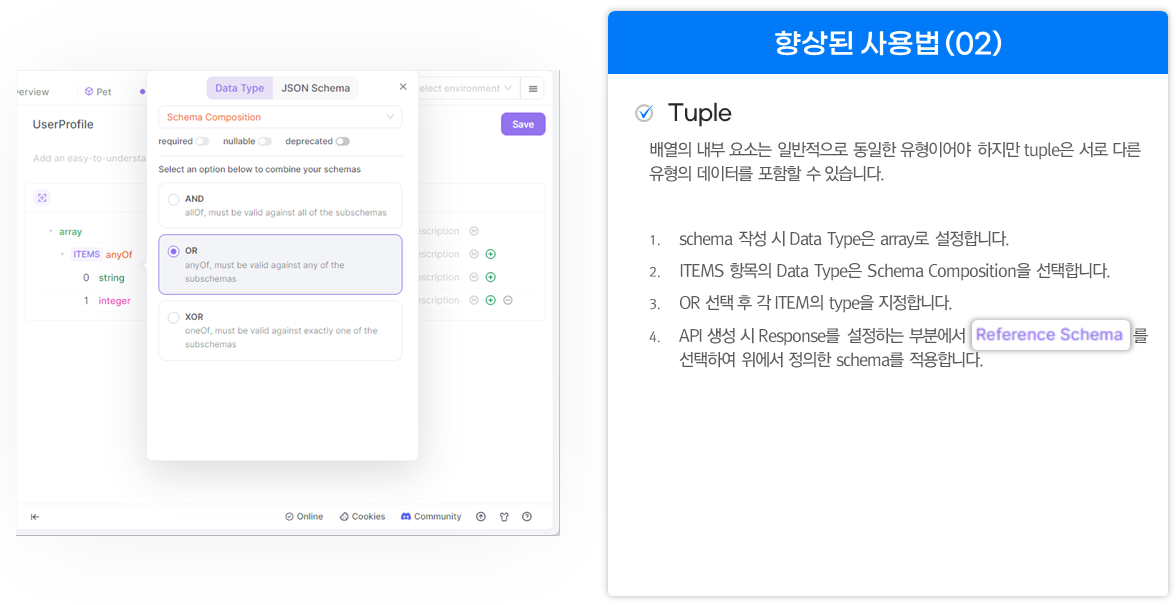 verview
Pet
elect environment
UserProfile
Save
Add an easy-to-understa
array
ITEMS anyOf
0 string
1 integer
scription
escription
escription
escription
Data Type
JSON Schema
Schema Composition
required
nullable
deprecated
Select an option below to combine your schemas
AND
allOf, must be valid against all of the subschemas
OR
anyOf, must be valid against any of the
subschemas
XOR
oneOf, must be valid against exactly one of the
subschemas
Online
Cookies
Community
향상된 사용법(02)
Tuple
배열의 내부 요소는 일반적으로 동일한 유형이어야 하지만 tuple은 서로 다른
유형의 데이터를 포함할 수 있습니다.
1. schema 작성 시 Data Type은 array로 설정합니다.
2. ITEMS 항목의 Data Type은 Schema Composition을 선택합니다.
3. OR 선택 후 각 ITEM의 type을 지정합니다.
4. API 생성 시 Response를 설정하는 부분에서 Reference Schema 를
선택하여 위에서 정의한 schema를 적용합니다.